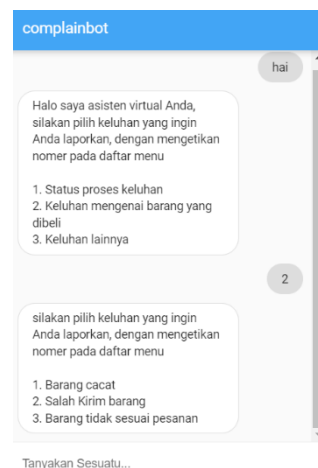 complainbot
hai
Halo saya asisten virtual Anda,
silakan pilih keluhan yang ingin
Anda laporkan, dengan mengetikan
nomer pada daftar menu
1. Status proses keluhan
2. Keluhan mengenai barang yang
dibeli
3. Keluhan lainnya
2
silakan pilih keluhan yang ingin
Anda laporkan, dengan mengetikan
nomer pada daftar menu
1. Barang cacat
2. Salah Kirim barang
3. Barang tidak sesuai pesanan
Tanyakan Sesuatu...